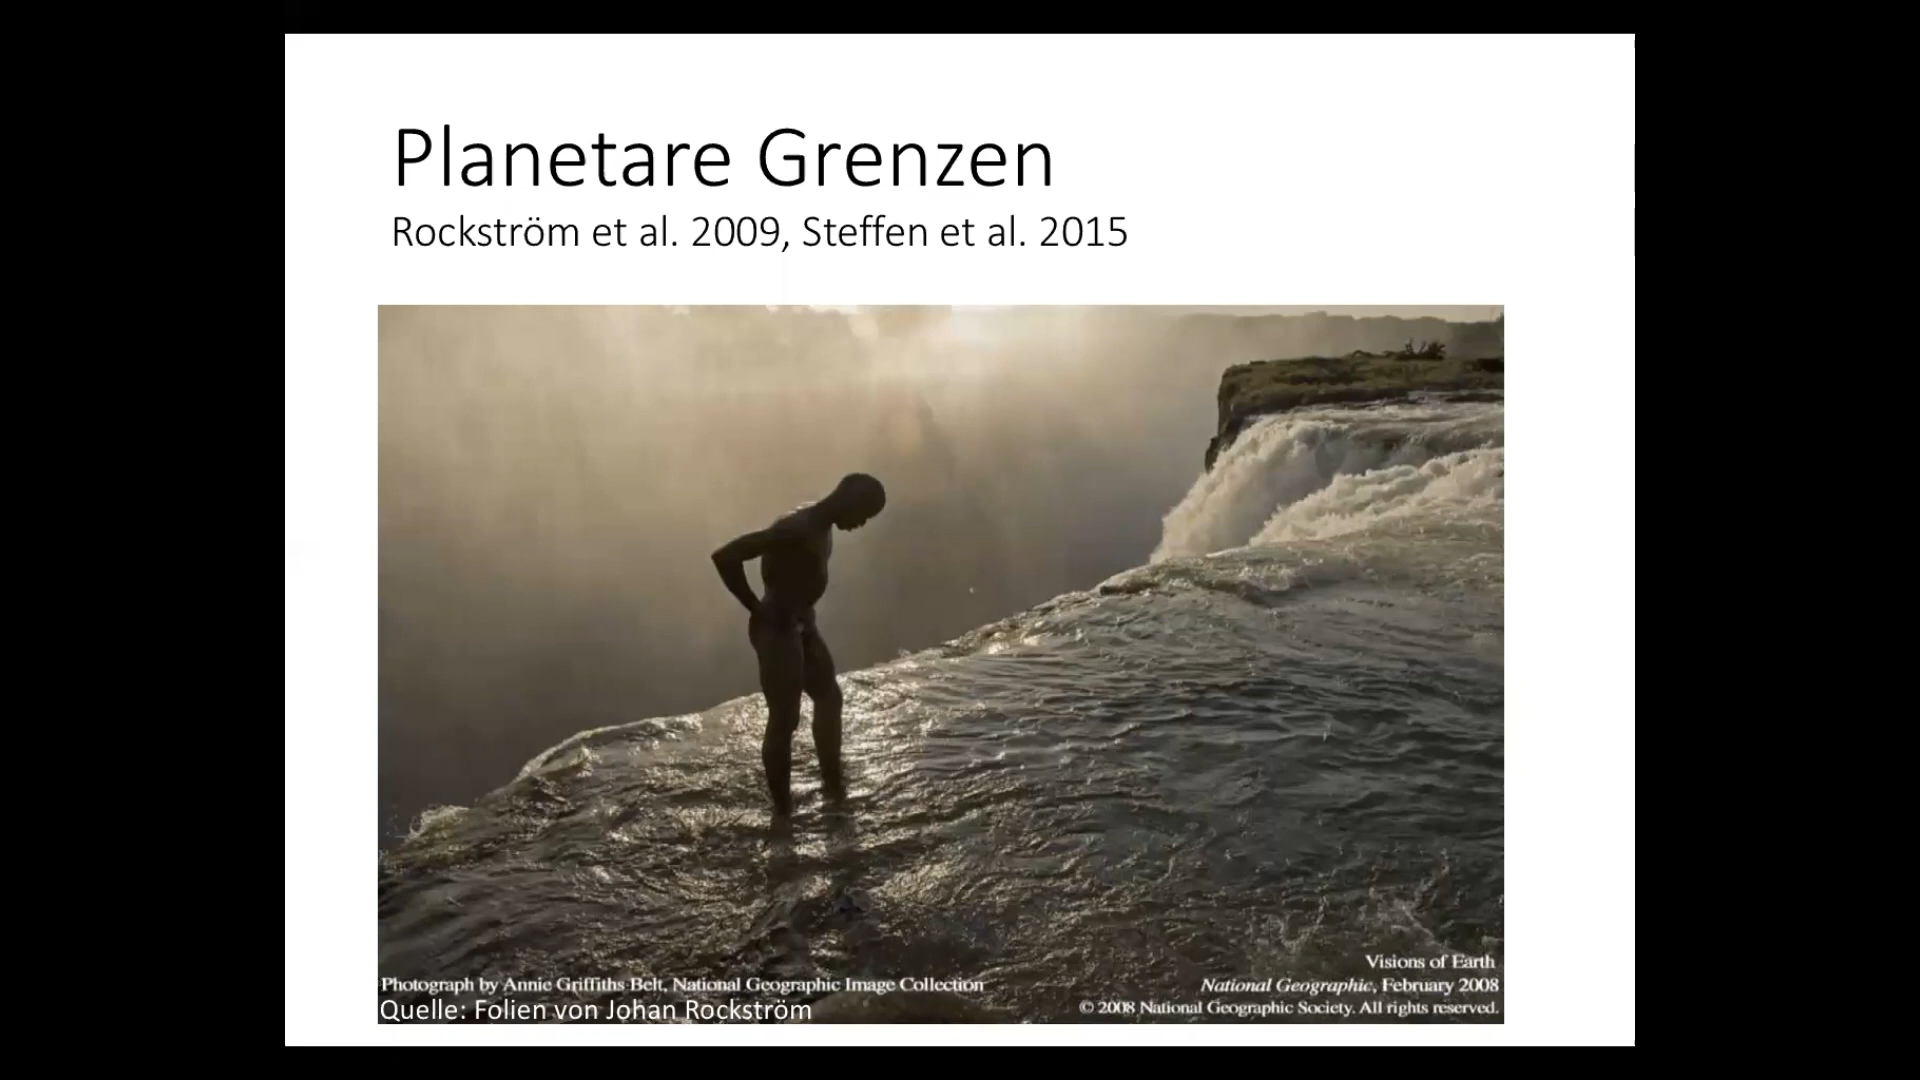 Planetare Grenzen
Rockström et al. 2009, Steffen et al. 2015
Visions of Earth
Photograph by Annie Griffiths Belt, National Geographic Image Collection
National Geographic, February 2008
Quelle: Folien von Johan Rockström
© 2008 National Geographic Society. All rights reserved.